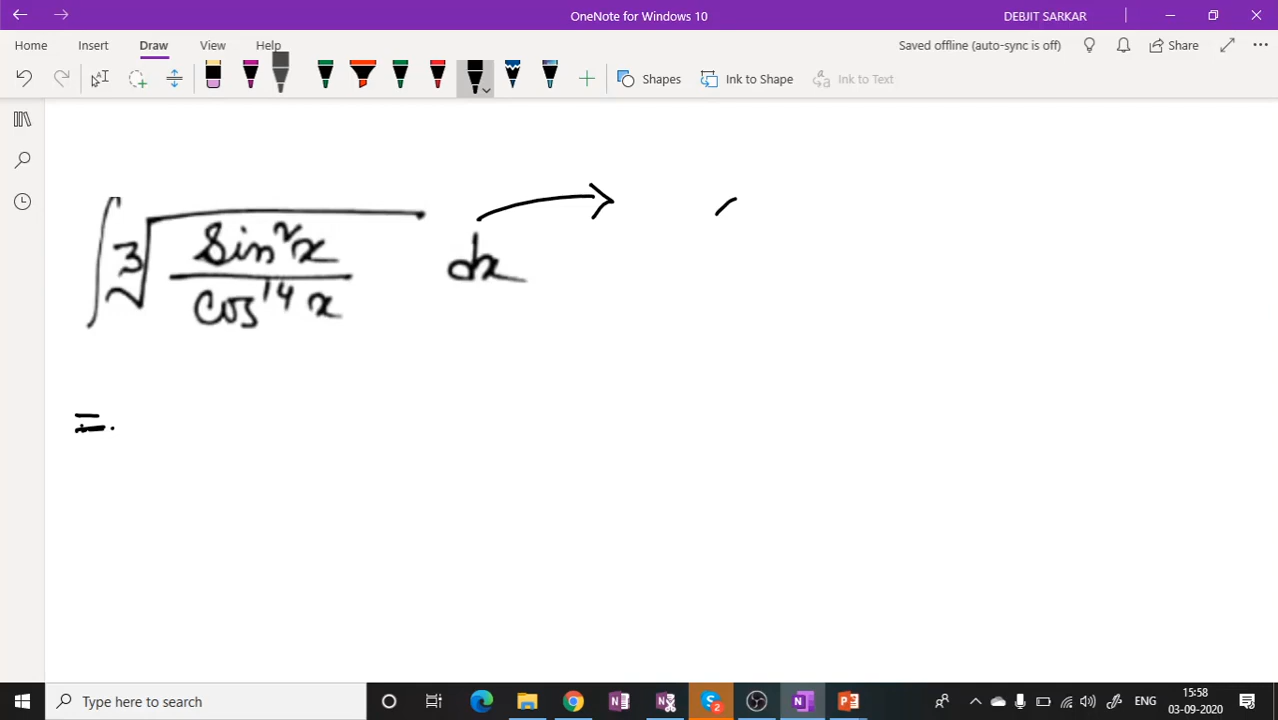 OneNote for Windows 10
DEBJIT SARKAR
Home Insert Draw View Help
Saved offline (auto-sync is off)
Share
Shapes
Ink to Shape
Ink to Text
∫ ∛(Sin²x / Cos¹⁴x) dx
=.
Type here to search
ENG
15:58
03-09-2020